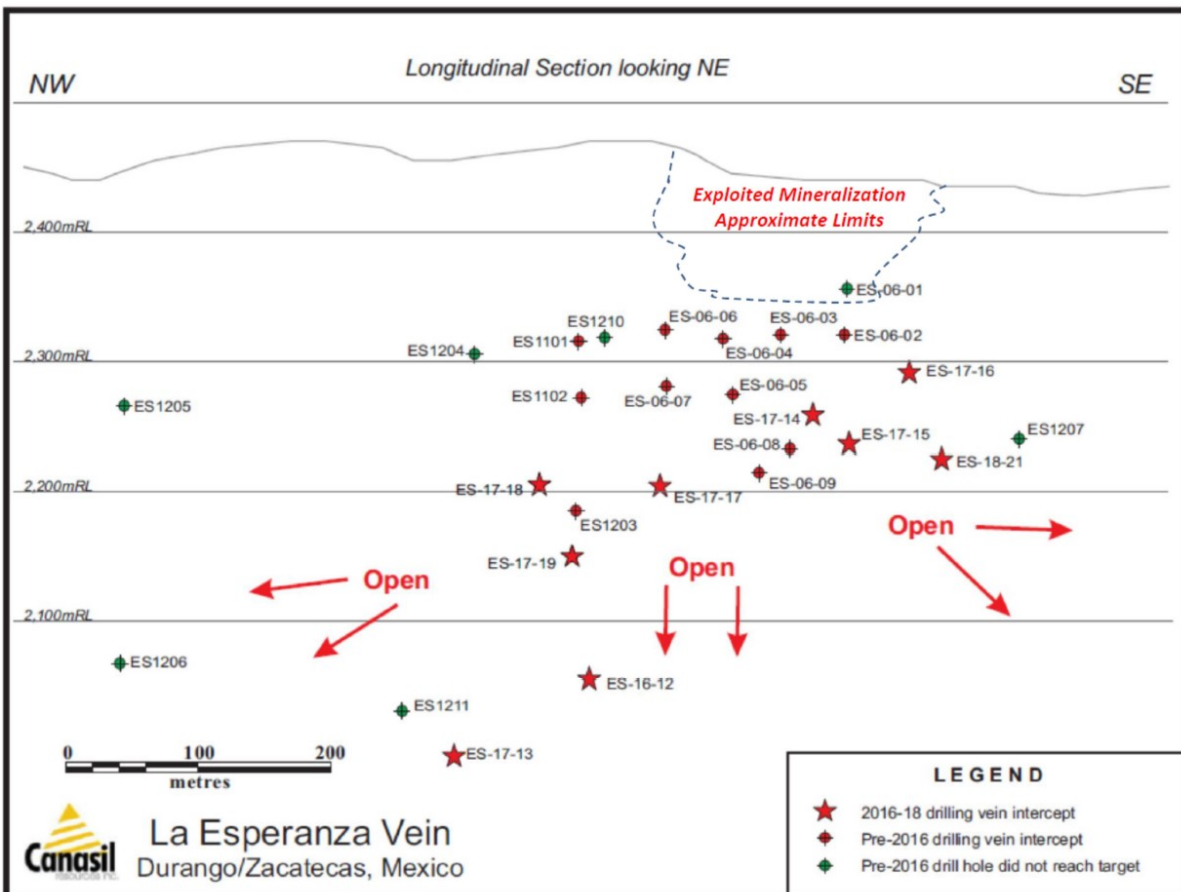 Longitudinal Section looking NE
NW
SE
Exploited Mineralization
Approximate Limits
2,400mRL
ES-06-01
ES-06-06
ES-06-03
ES1210
ES1101
ES-06-02
ES1204
ES-06-04
2,300mRL
ES-17-16
ES-06-05
ES1102
ES-06-07
ES1205
ES-17-14
ES1207
ES-17-15
ES-06-08
ES-18-21
ES-06-09
ES-17-18
ES-17-17
2,200mRL
ES1203
Open
ES-17-19
Open
Open
2,100mRL
ES1206
ES-16-12
ES1211
ES-17-13
0 100 200
metres
LEGEND
2016-18 drilling vein intercept
Pre-2016 drilling vein intercept
Pre-2016 drill hole did not reach target
Canasil
La Esperanza Vein
Durango/Zacatecas, Mexico